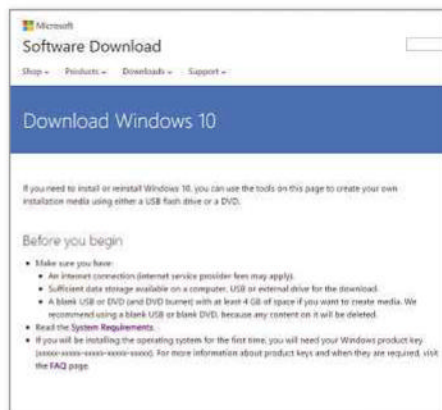 Microsoft
Software Download
Shop Products Downloads Support
Download Windows 10
If you need to install or reinstall Windows 10, you can use the tools on this page to create your own
installation media using either a USB flash drive or a DVD.
Before you begin
• Make sure you have:
• An internet connection (internet service provider fees may apply).
• Sufficient data storage available on a computer, USB or external drive for the download.
• A blank USB or DVD (and DVD burner) with at least 4 GB of space if you want to create media. We
recommend using a blank USB or blank DVD, because any content on it will be deleted.
• Read the System Requirements.
• If you will be installing the operating system for the first time, you will need your Windows product key
(xxxxx-xxxxx-xxxxx-xxxxx-xxxxx). For more information about product keys and when they are required, visit
the FAQ page.